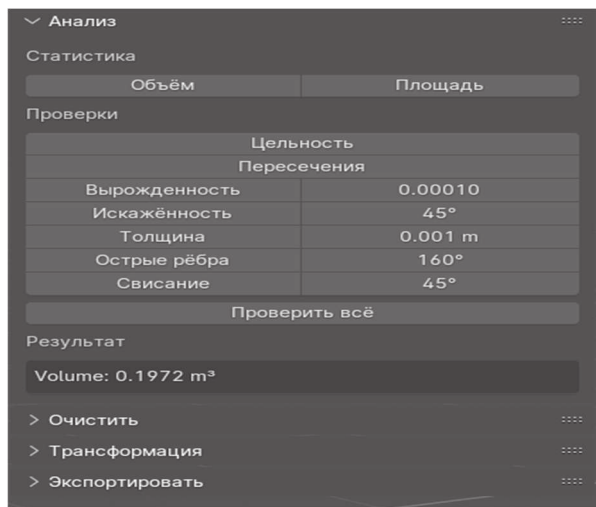 Анализ
Статистика
Объём Площадь
Проверки
Цельность
Пересечения
Вырожденность 0.00010
Искажённость 45°
Толщина 0.001 m
Острые рёбра 160°
Свисание 45°
Проверить всё
Результат
Volume: 0.1972 m³
Очистить
Трансформация
Экспортировать